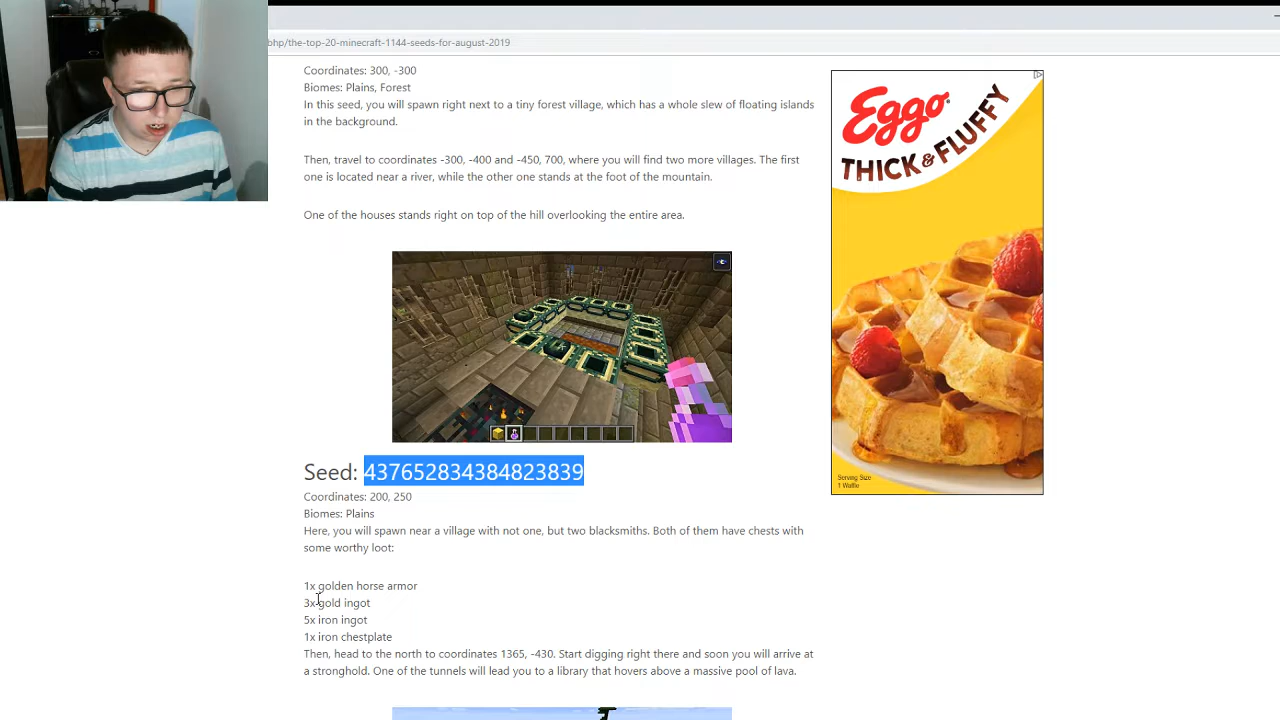 bhp/the-top-20-minecraft-1144-seeds-for-august-2019
Coordinates: 300, -300
Biomes: Plains, Forest
In this seed, you will spawn right next to a tiny forest village, which has a whole slew of floating islands
in the background.
Then, travel to coordinates -300, -400 and -450, 700, where you will find two more villages. The first
one is located near a river, while the other one stands at the foot of the mountain.
One of the houses stands right on top of the hill overlooking the entire area.
Seed: 437652834384823839
Coordinates: 200, 250
Biomes: Plains
Here, you will spawn near a village with not one, but two blacksmiths. Both of them have chests with
some worthy loot:
1x golden horse armor
3x gold ingot
5x iron ingot
1x iron chestplate
Then, head to the north to coordinates 1365, -430. Start digging right there and soon you will arrive at
a stronghold. One of the tunnels will lead you to a library that hovers above a massive pool of lava.
Eggo
THICK & FLUFFY
Serving Size
1 Waffle